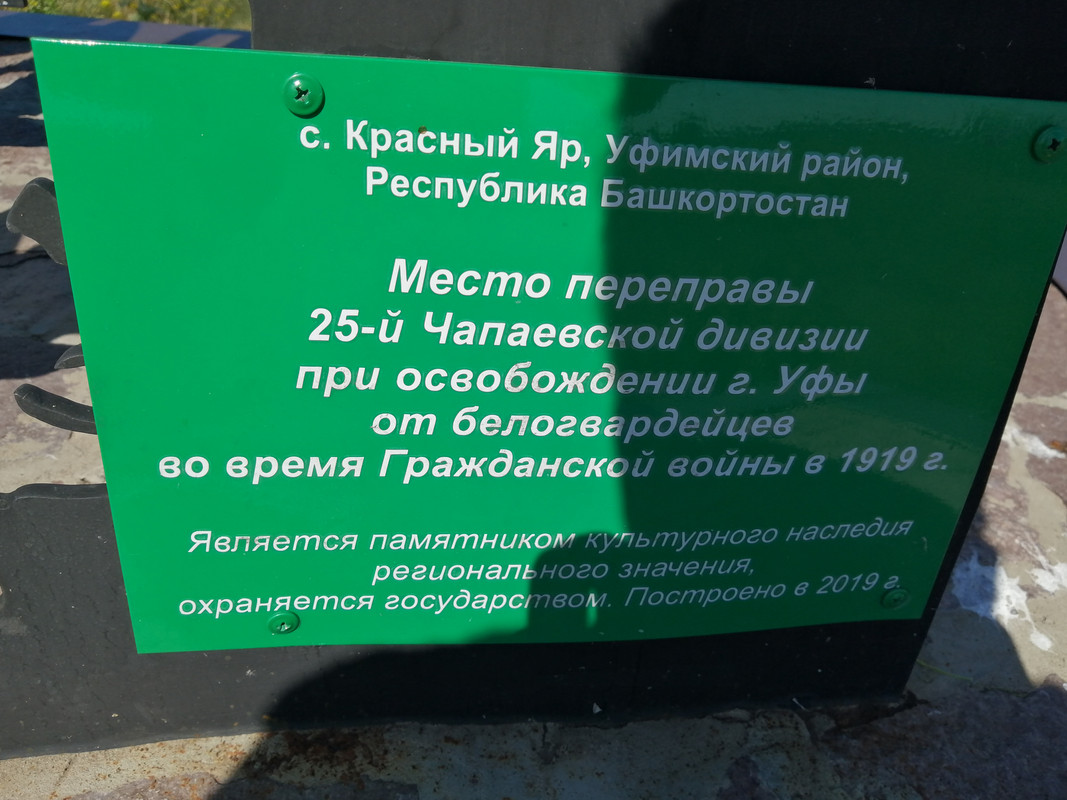 с. Красный Яр, Уфимский район,
Республика Башкортостан
Место переправы
25-й Чапаевской дивизии
при освобождении г. Уфы
от белогвардейцев
во время Гражданской войны в 1919 г.
Является памятником культурного наследия
регионального значения,
охраняется государством. Построено в 2019 г.